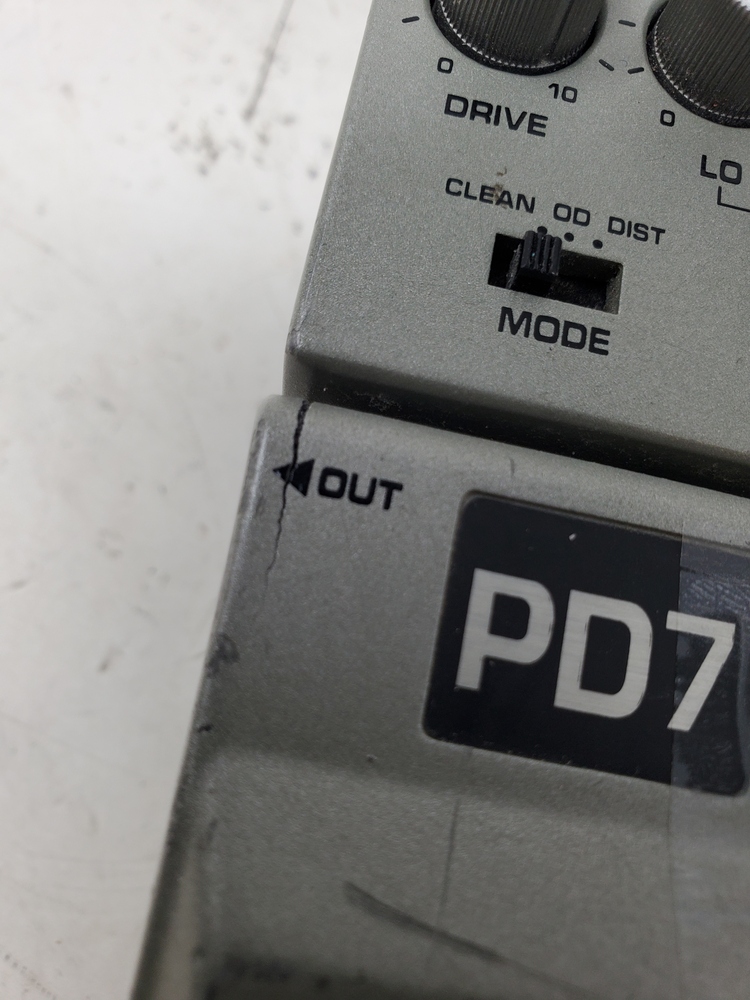 0 10 0
DRIVE
LO
CLEAN OD DIST
MODE
OUT
PD7